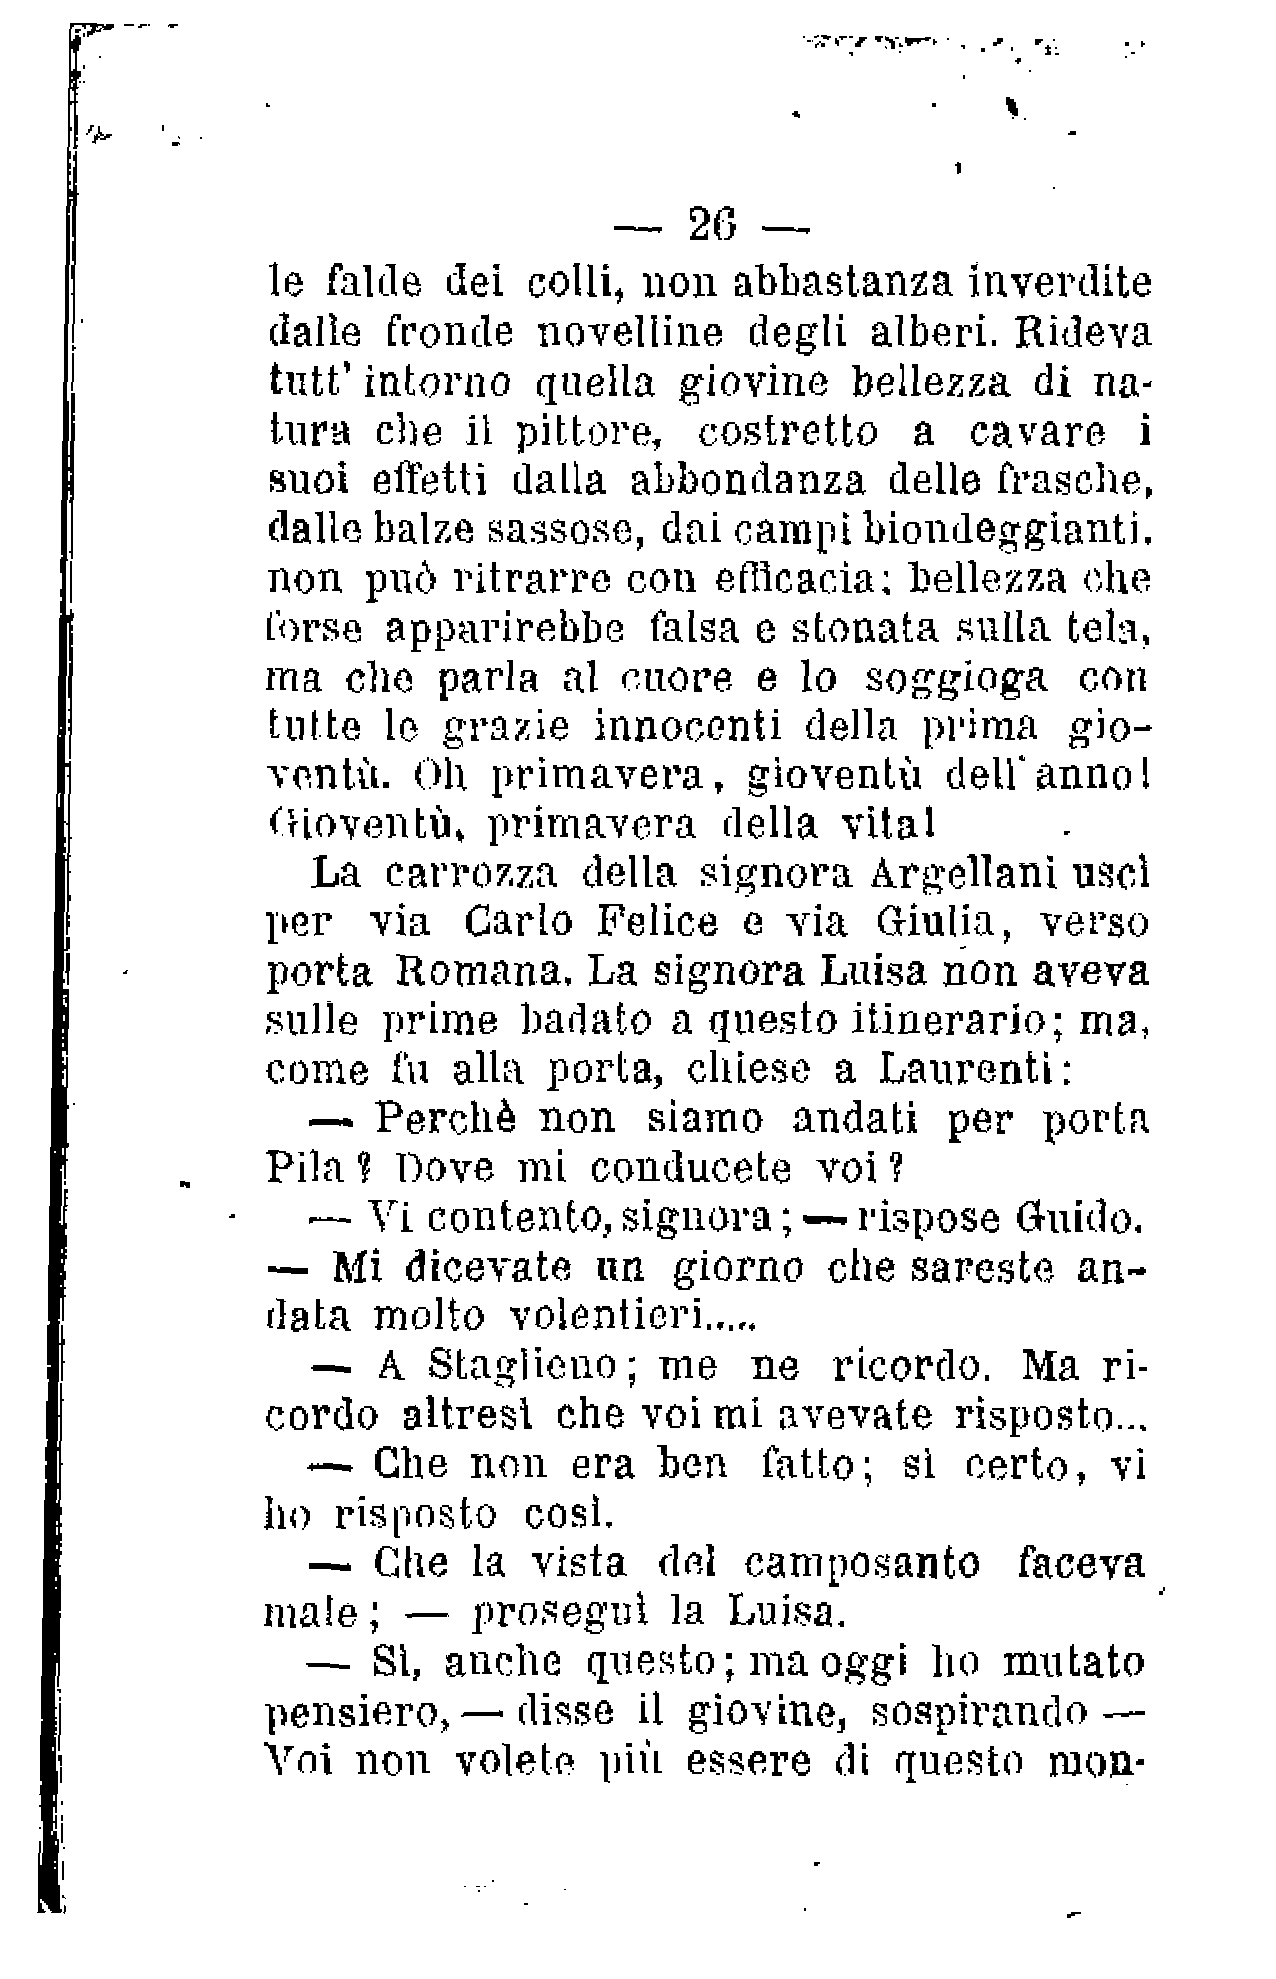 — 26 —
le falde dei colli, non abbastanza inverdite
dalle fronde novelline degli alberi. Rideva
tutt' intorno quella giovine bellezza di na-
tura che il pittore, costretto a cavare i
suoi effetti dalla abbondanza delle frasche,
dalle balze sassose, dai campi biondeggianti,
non può ritrarre con efficacia; bellezza che
forse apparirebbe falsa e stonata sulla tela,
ma che parla al cuore e lo soggioga con
tutte le grazie innocenti della prima gio-
ventù. Oh primavera, gioventù dell'anno!
Gioventù, primavera della vita!
La carrozza della signora Argellani uscì
per via Carlo Felice e via Giulia, verso
porta Romana. La signora Luisa non aveva
sulle prime badato a questo itinerario; ma,
come fu alla porta, chiese a Laurenti:
— Perchè non siamo andati per porta
Pila? Dove mi conducete voi?
— Vi contento, signora; — rispose Guido.
— Mi dicevate un giorno che sareste an-
data molto volentieri.....
— A Staglieno; me ne ricordo. Ma ri-
cordo altresì che voi mi avevate risposto...
— Che non era ben fatto; sì certo, vi
ho risposto così.
— Che la vista del camposanto faceva
male; — proseguì la Luisa.
— Sì, anche questo; ma oggi ho mutato
pensiero, — disse il giovine, sospirando —
Voi non volete più essere di questo mon-